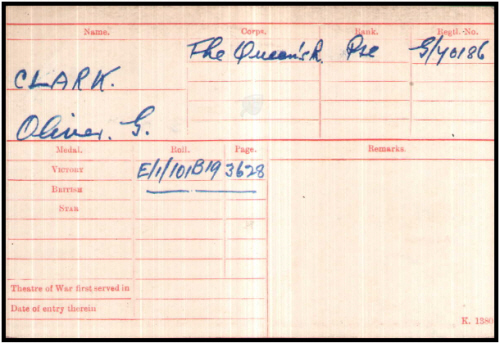 Name. Corps. Rank. Regtl. No.
The Queen's R. Pte G/40186
CLARK.
Oliver. G.
Medal. Roll. Page. Remarks.
VICTORY E/1/101B19 3628
BRITISH
STAR
Theatre of War first served in
Date of entry therein
K. 1380